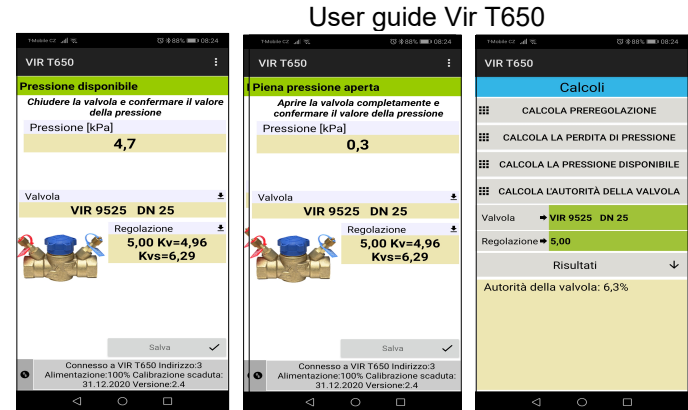 User guide Vir T650
T-Mobile CZ 88% 08:24
VIR T650
Pressione disponibile
Chiudere la valvola e confermare il valore
della pressione
Pressione [kPa]
4,7
Valvola
VIR 9525 DN 25
Regolazione
5,00 Kv=4,96
Kvs=6,29
Salva
Connesso a VIR T650 Indirizzo:3
Alimentazione:100% Calibrazione scaduta:
31.12.2020 Versione:2.4
T-Mobile CZ 88% 08:24
VIR T650
Piena pressione aperta
Aprire la valvola completamente e
confermare il valore della pressione
Pressione [kPa]
0,3
Valvola
VIR 9525 DN 25
Regolazione
5,00 Kv=4,96
Kvs=6,29
Salva
Connesso a VIR T650 Indirizzo:3
Alimentazione:100% Calibrazione scaduta:
31.12.2020 Versione:2.4
T-Mobile CZ 88% 08:24
VIR T650
Calcoli
CALCOLA PREREGOLAZIONE
CALCOLA LA PERDITA DI PRESSIONE
CALCOLA LA PRESSIONE DISPONIBILE
CALCOLA L'AUTORITÀ DELLA VALVOLA
Valvola VIR 9525 DN 25
Regolazione 5,00
Risultati
Autorità della valvola: 6,3%